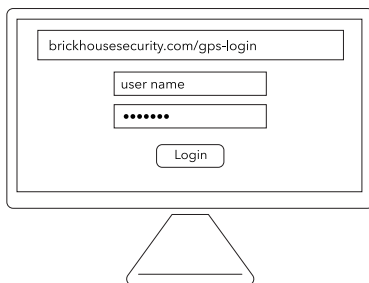 brickhousesecurity.com/gps-login
user name
•••••••
Login